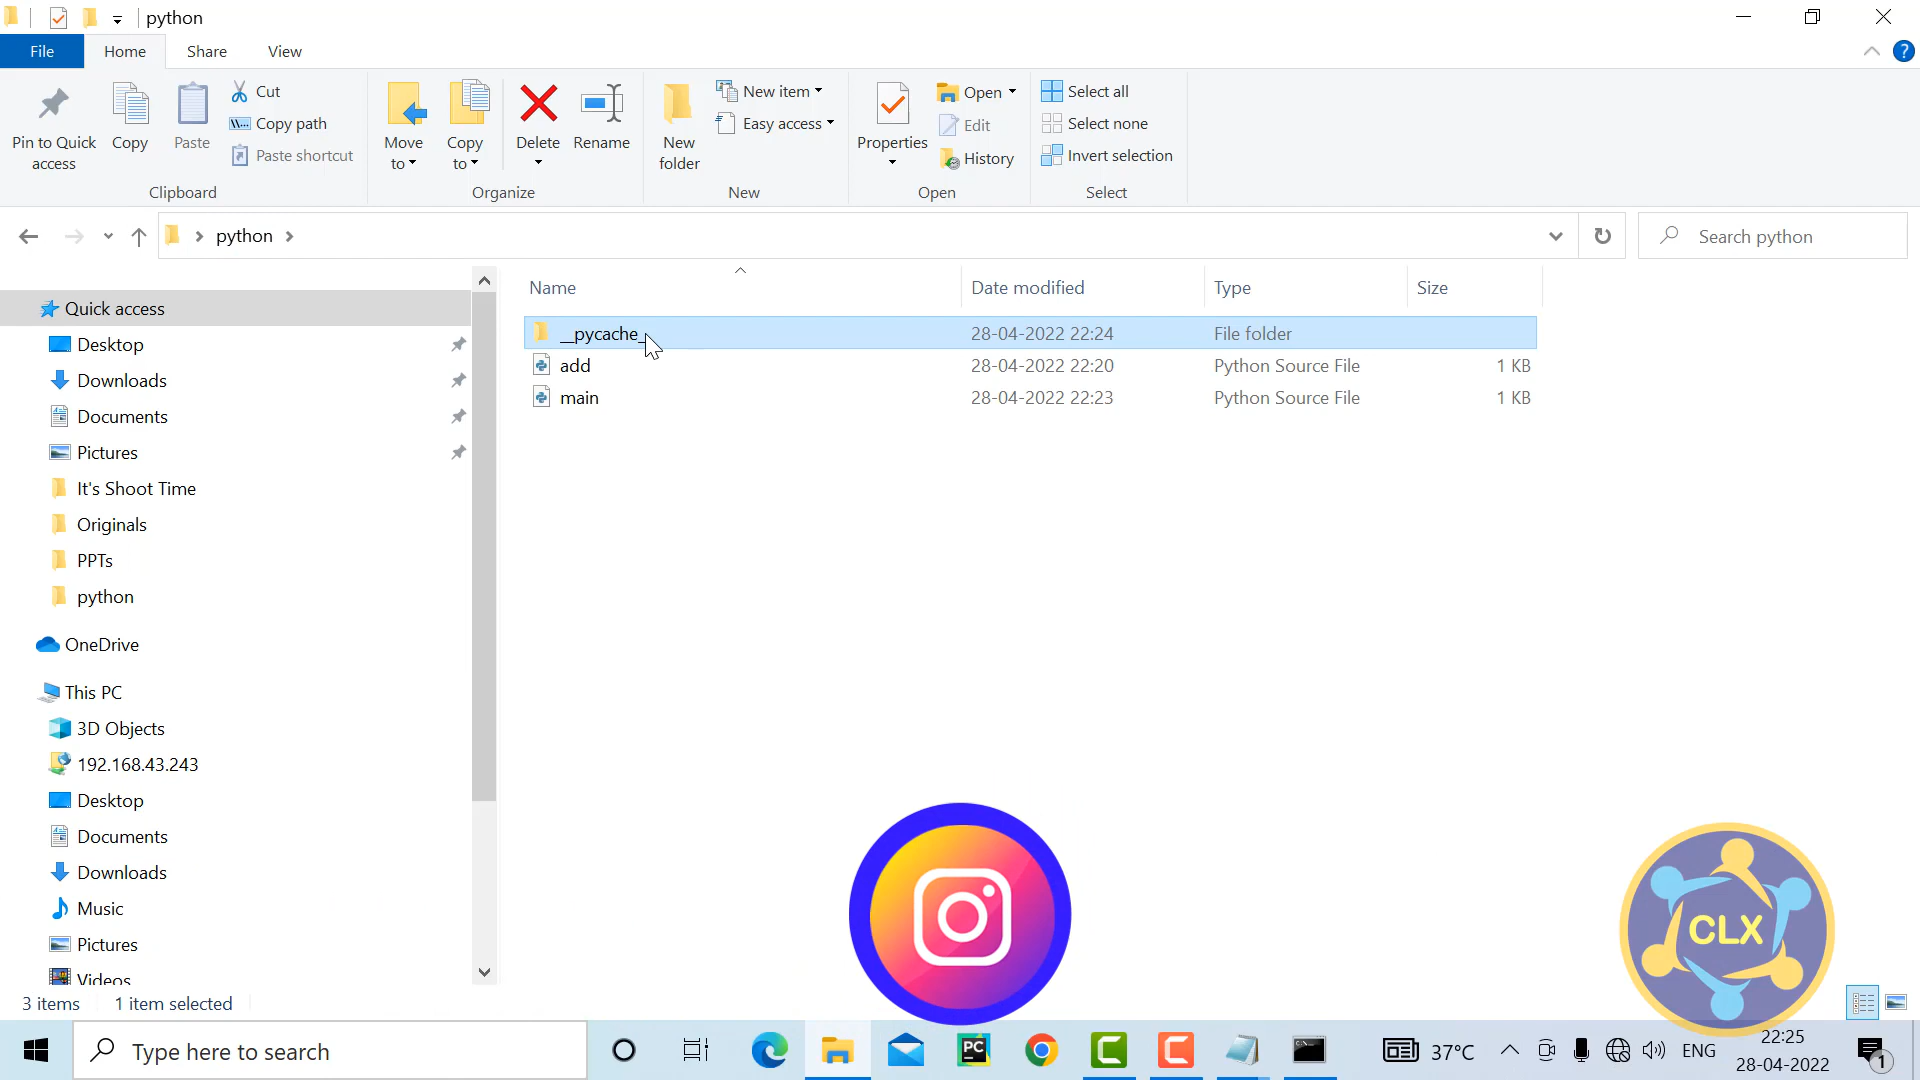 python
File Home Share View
Pin to Quick access
Copy
Paste
Cut
Copy path
Paste shortcut
Clipboard
Move to
Copy to
Delete
Rename
Organize
New folder
New item
Easy access
New
Properties
Open
Edit
History
Open
Select all
Select none
Invert selection
Select
python
Search python
Name Date modified Type Size
__pycache_ 28-04-2022 22:24 File folder
add 28-04-2022 22:20 Python Source File 1 KB
main 28-04-2022 22:23 Python Source File 1 KB
Quick access
Desktop
Downloads
Documents
Pictures
It's Shoot Time
Originals
PPTs
python
OneDrive
This PC
3D Objects
192.168.43.243
Desktop
Documents
Downloads
Music
Pictures
Videos
CLX
3 items 1 item selected
Type here to search
PC
37°C
ENG
22:25
28-04-2022
1